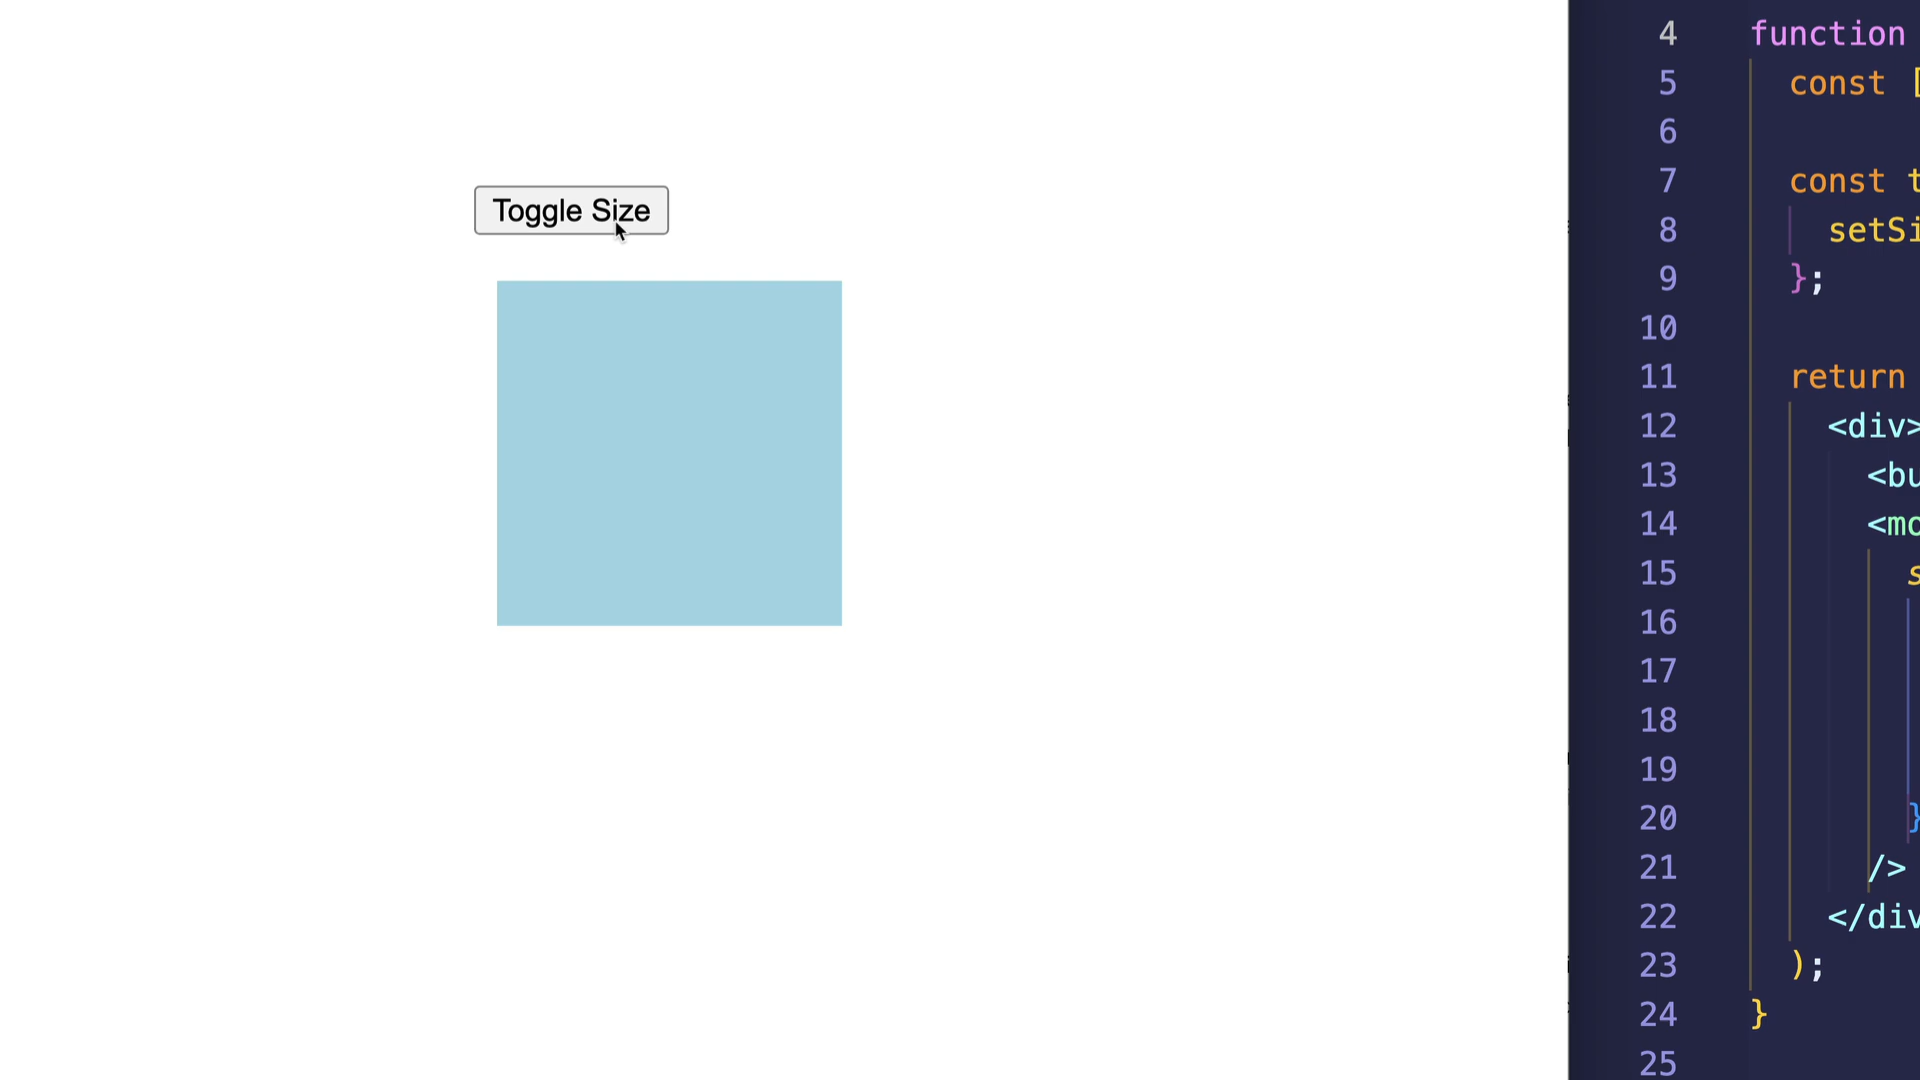 Toggle Size
4 function
5 const [
6
7 const t
8 setSi
9 };
10
11 return
12 <div>
13 <bu
14 <mo
15 s
16
17
18
19
20 }
21 />
22 </div
23 );
24 }
25